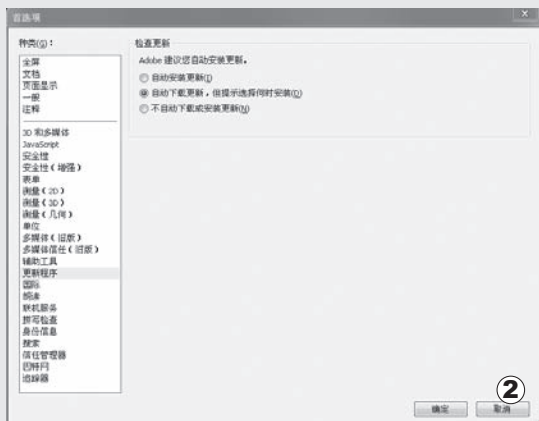 首选项
种类(G)：
全屏
文档
页面显示
一般
注释
3D 和多媒体
JavaScript
安全性
安全性（增强）
表单
测量（2D）
测量（3D）
测量（几何）
单位
多媒体（旧版）
多媒体信任（旧版）
辅助工具
更新程序
国际
朗读
联机服务
拼写检查
身份信息
搜索
信任管理器
因特网
追踪器
检查更新
Adobe 建议您自动安装更新。
自动安装更新(I)
自动下载更新，但提示选择何时安装(D)
不自动下载或安装更新(N)
确定
取消
2